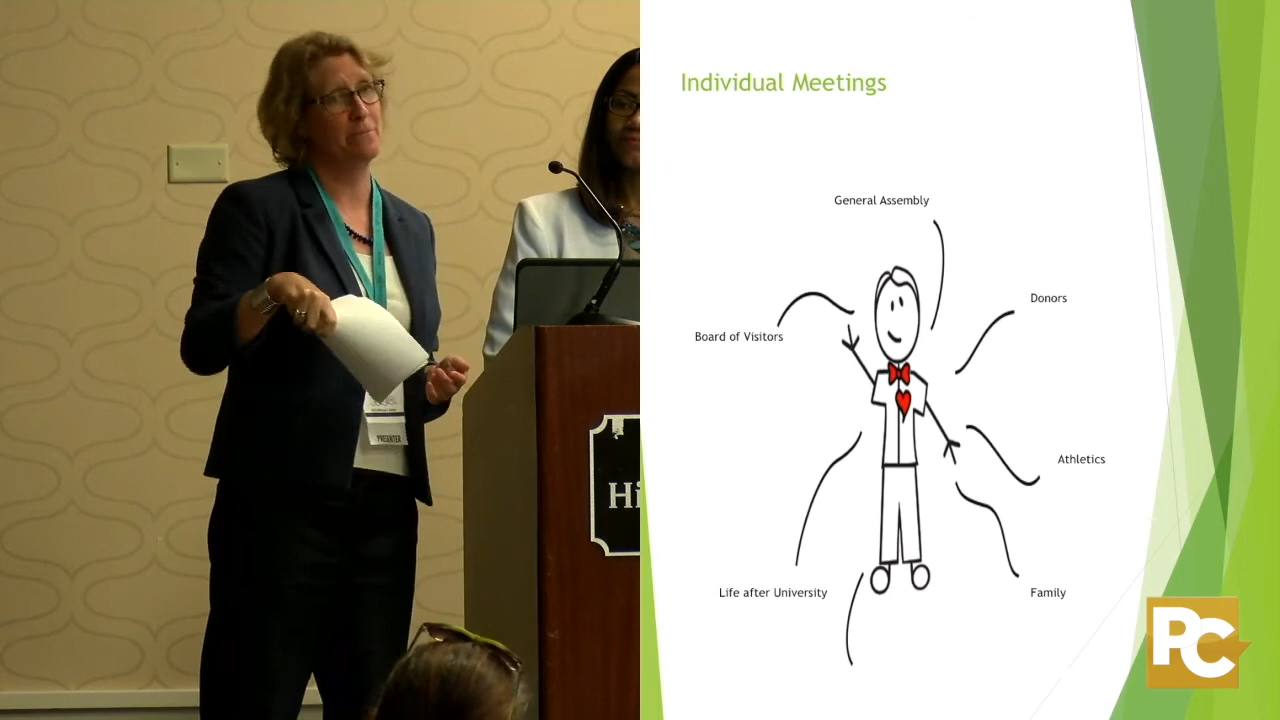 Individual Meetings
General Assembly
Donors
Board of Visitors
Athletics
Life after University
Family
PRESENTER
Hi
PC